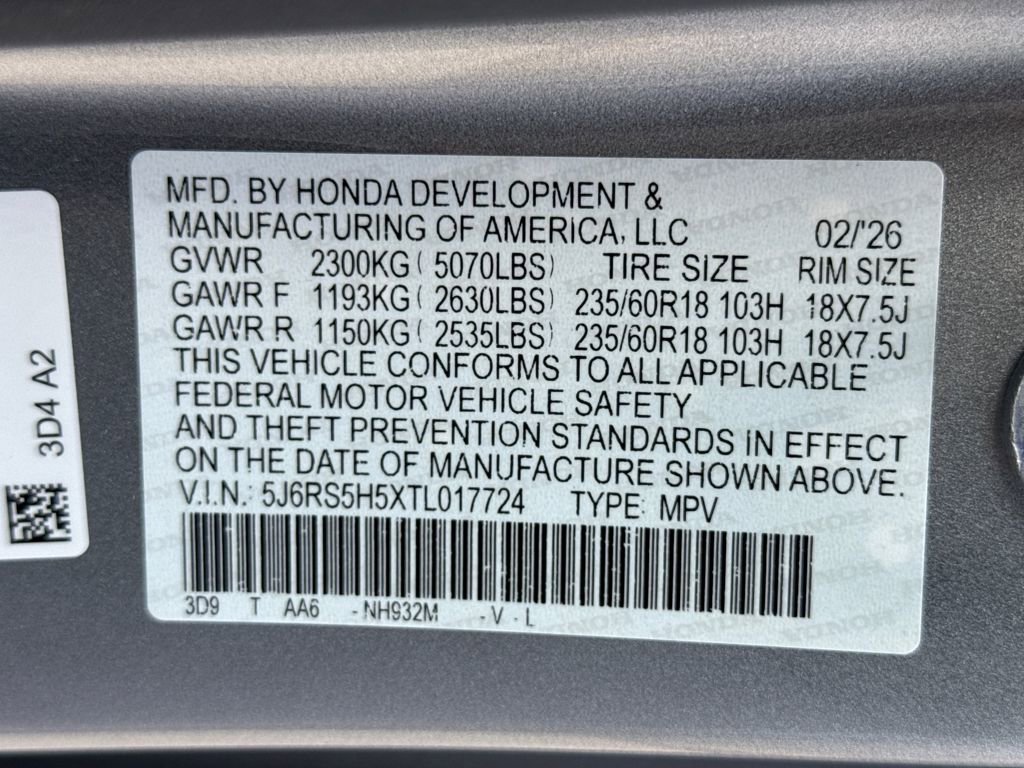 MFD. BY HONDA DEVELOPMENT &
MANUFACTURING OF AMERICA, LLC 02/'26
GVWR 2300KG ( 5070LBS) TIRE SIZE RIM SIZE
GAWR F 1193KG ( 2630LBS) 235/60R18 103H 18X7.5J
GAWR R 1150KG ( 2535LBS) 235/60R18 103H 18X7.5J
THIS VEHICLE CONFORMS TO ALL APPLICABLE
FEDERAL MOTOR VEHICLE SAFETY
AND THEFT PREVENTION STANDARDS IN EFFECT
ON THE DATE OF MANUFACTURE SHOWN ABOVE.
V.I.N.: 5J6RS5H5XTL017724 TYPE: MPV
3D9 T AA6 -NH932M -V - L
3D4 A2